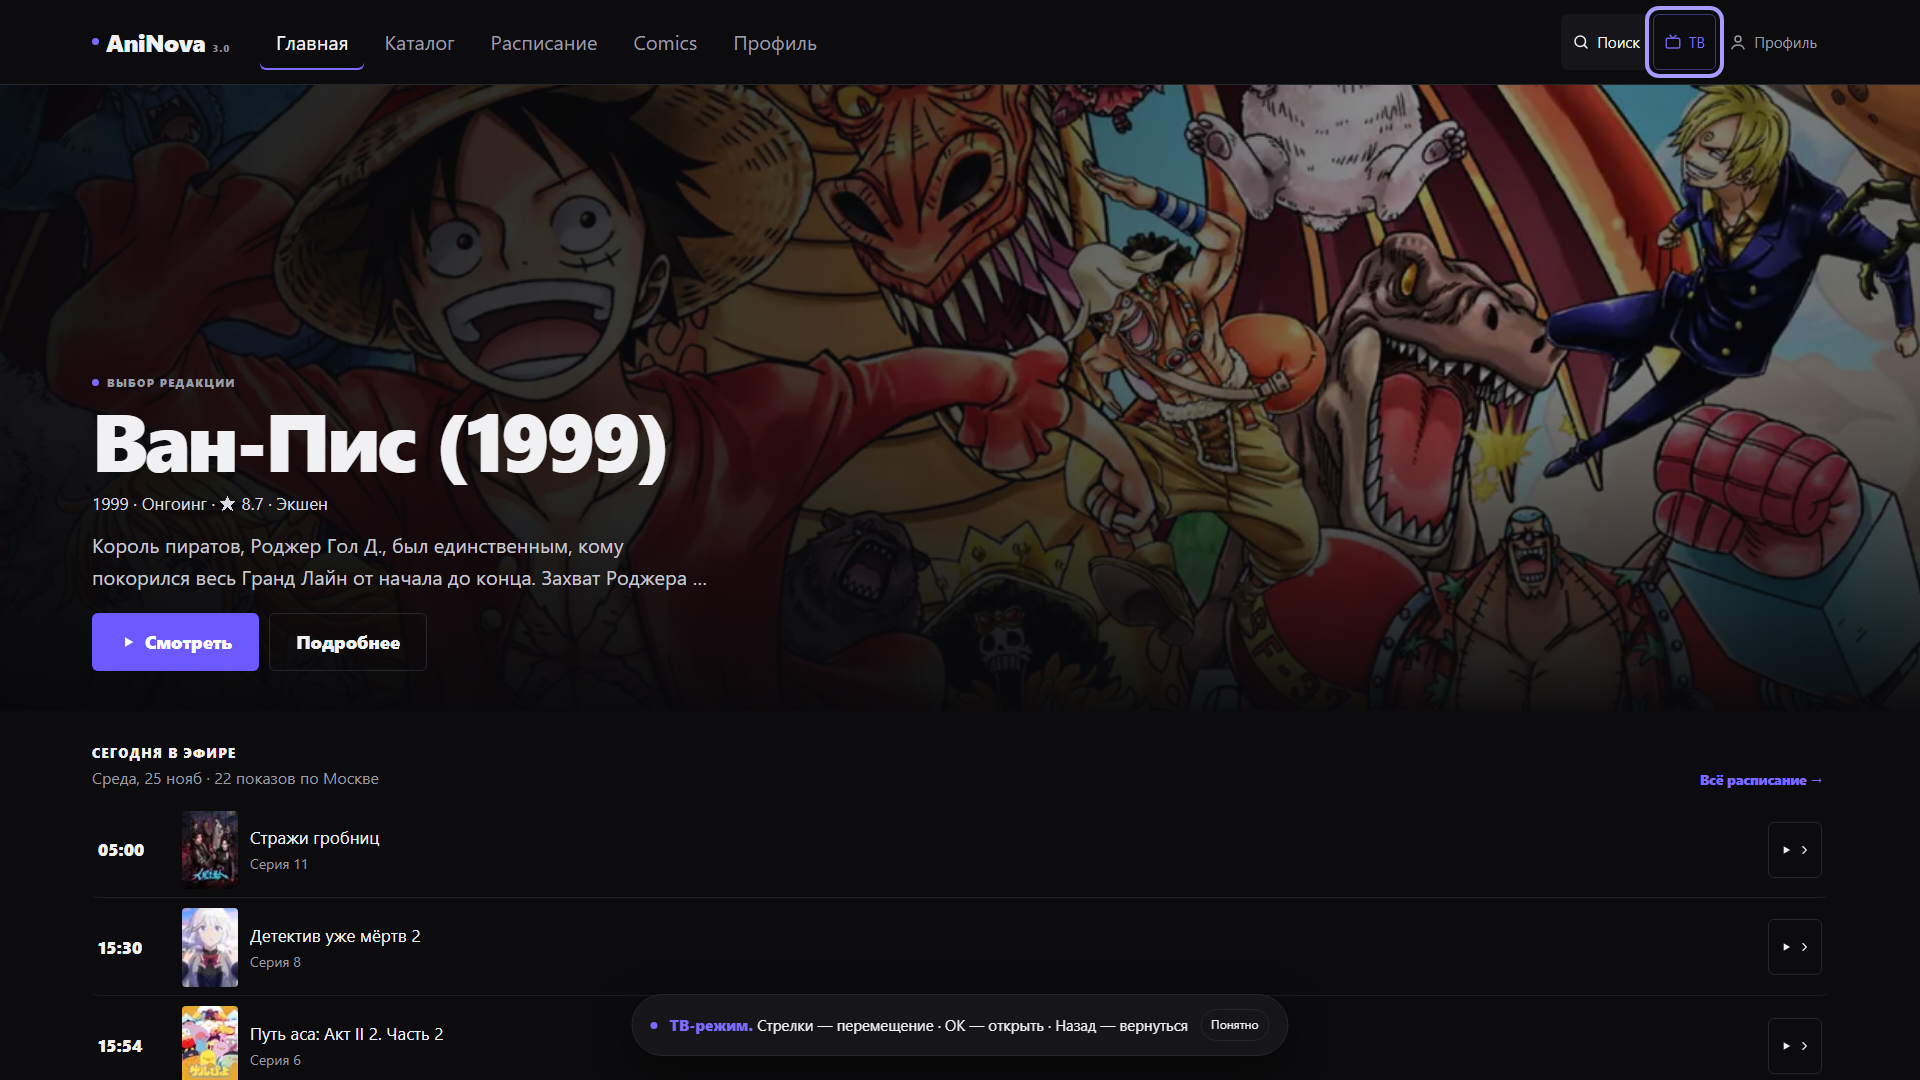 AniNova 3.0
Главная
Каталог
Расписание
Comics
Профиль
Поиск
ТВ
Профиль
ВЫБОР РЕДАКЦИИ
Ван-Пис (1999)
1999 · Онгоинг · ★ 8.7 · Экшен
Король пиратов, Роджер Гол Д., был единственным, кому
покорился весь Гранд Лайн от начала до конца. Захват Роджера ...
Смотреть
Подробнее
СЕГОДНЯ В ЭФИРЕ
Среда, 25 нояб · 22 показов по Москве
Всё расписание →
05:00
Стражи гробниц
Серия 11
15:30
Детектив уже мёртв 2
Серия 8
15:54
Путь аса: Акт II 2. Часть 2
Серия 6
ТВ-режим. Стрелки — перемещение · ОК — открыть · Назад — вернуться
Понятно